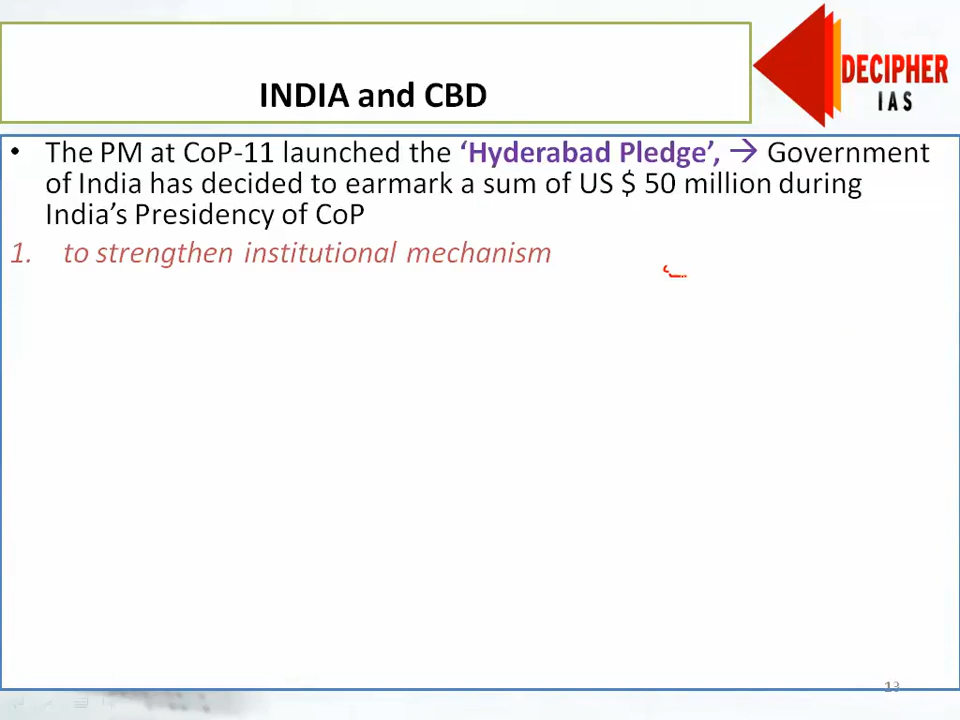 DECIPHER
IAS
INDIA and CBD
• The PM at CoP-11 launched the ‘Hyderabad Pledge’, → Government
of India has decided to earmark a sum of US $ 50 million during
India’s Presidency of CoP
1. to strengthen institutional mechanism
13